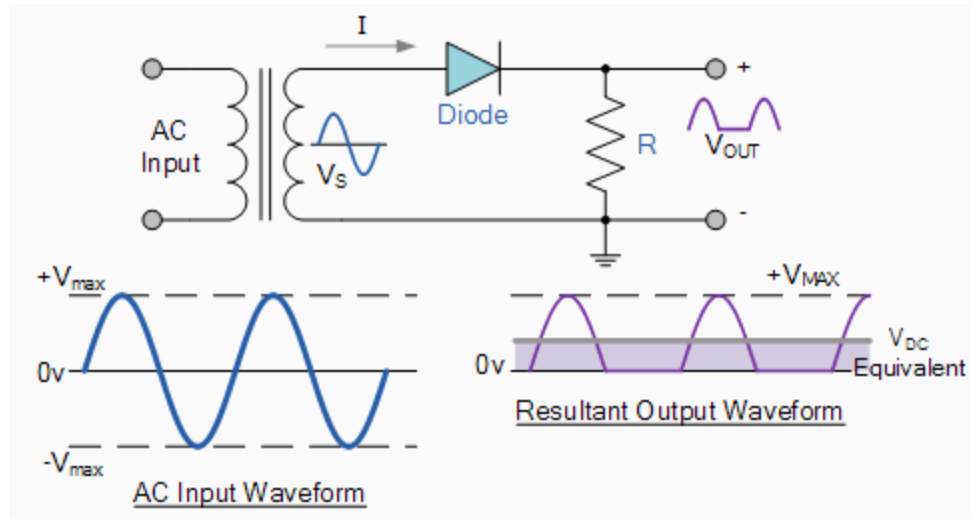 I
AC
Input
V_S
Diode
R
+
V_OUT
-
+V_max
0v
-V_max
AC Input Waveform
+V_MAX
V_DC
0v
Equivalent
Resultant Output Waveform